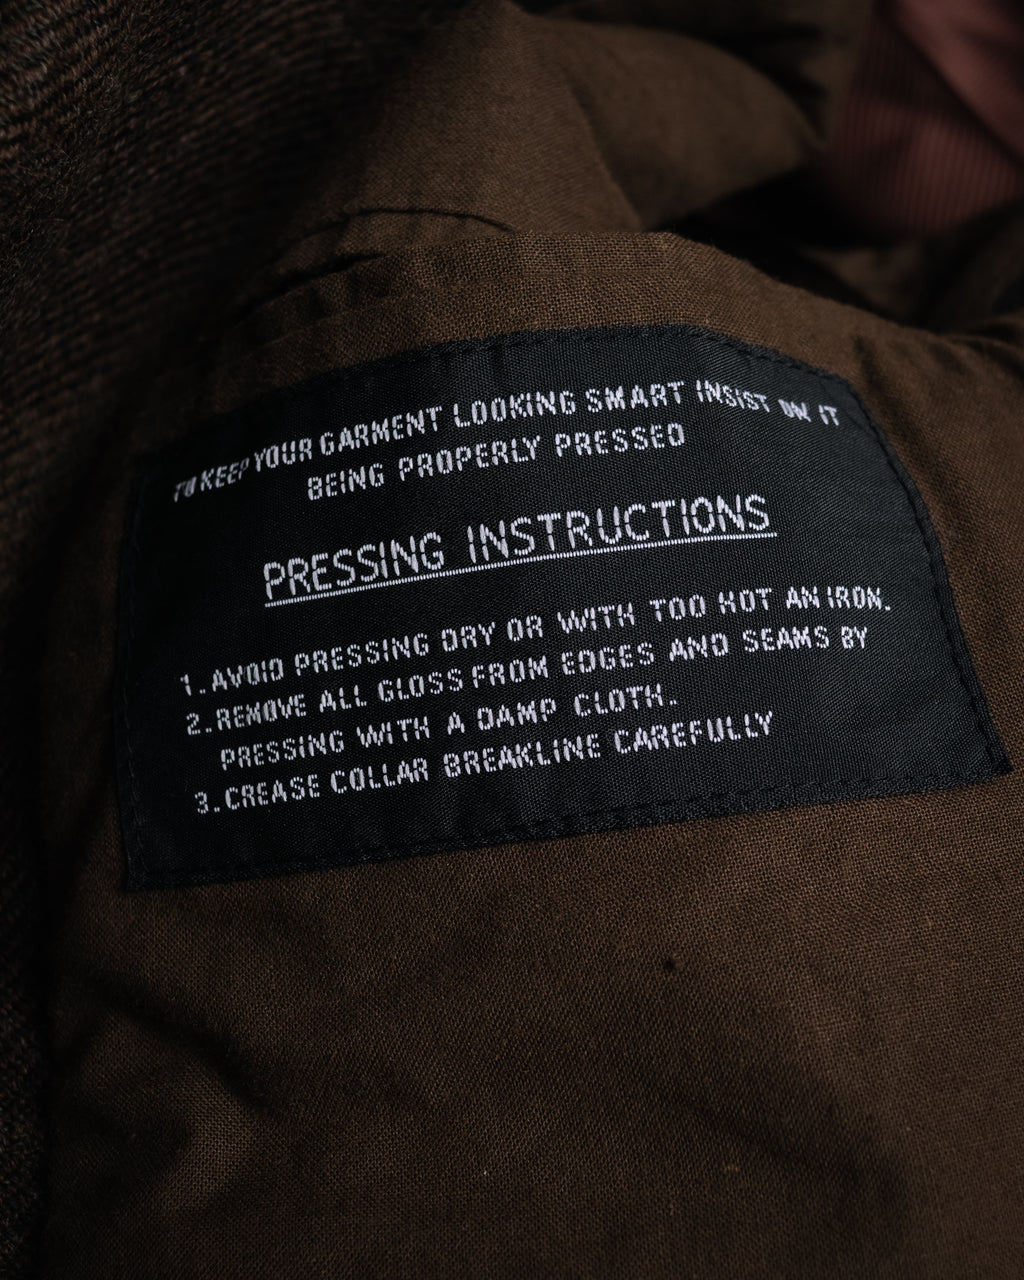 TO KEEP YOUR GARMENT LOOKING SMART INSIST ON IT
BEING PROPERLY PRESSED
PRESSING INSTRUCTIONS
1. AVOID PRESSING DRY OR WITH TOO HOT AN IRON.
2. REMOVE ALL GLOSS FROM EDGES AND SEAMS BY
PRESSING WITH A DAMP CLOTH.
3. CREASE COLLAR BREAKLINE CAREFULLY